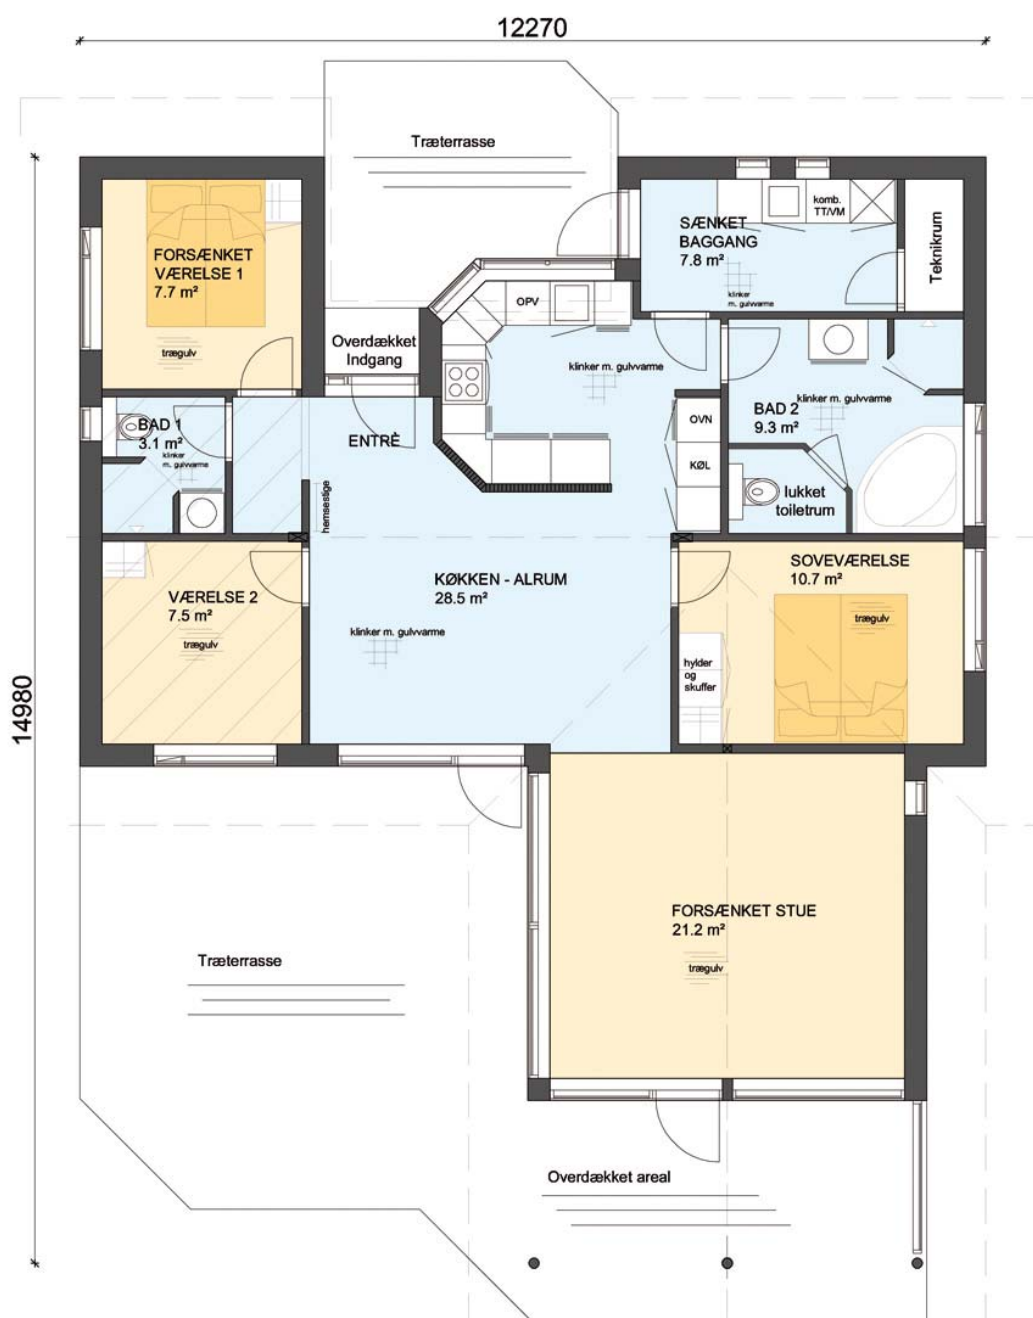 12270
14980
Træterrasse
FORSÆNKET
VÆRELSE 1
7.7 m²
trægulv
Overdækket
Indgang
SÆNKET
BAGGANG
7.8 m²
klinker
m. gulvvarme
komb.
TT/VM
Teknikrum
OPV
klinker m. gulvvarme
BAD 1
3.1 m²
klinker
m. gulvvarme
ENTRÈ
hemsestige
OVN
KØL
klinker m. gulvvarme
BAD 2
9.3 m²
lukket
toiletrum
VÆRELSE 2
7.5 m²
trægulv
KØKKEN - ALRUM
28.5 m²
klinker m. gulvvarme
SOVEVÆRELSE
10.7 m²
trægulv
hylder
og
skuffer
FORSÆNKET STUE
21.2 m²
trægulv
Træterrasse
Overdækket areal